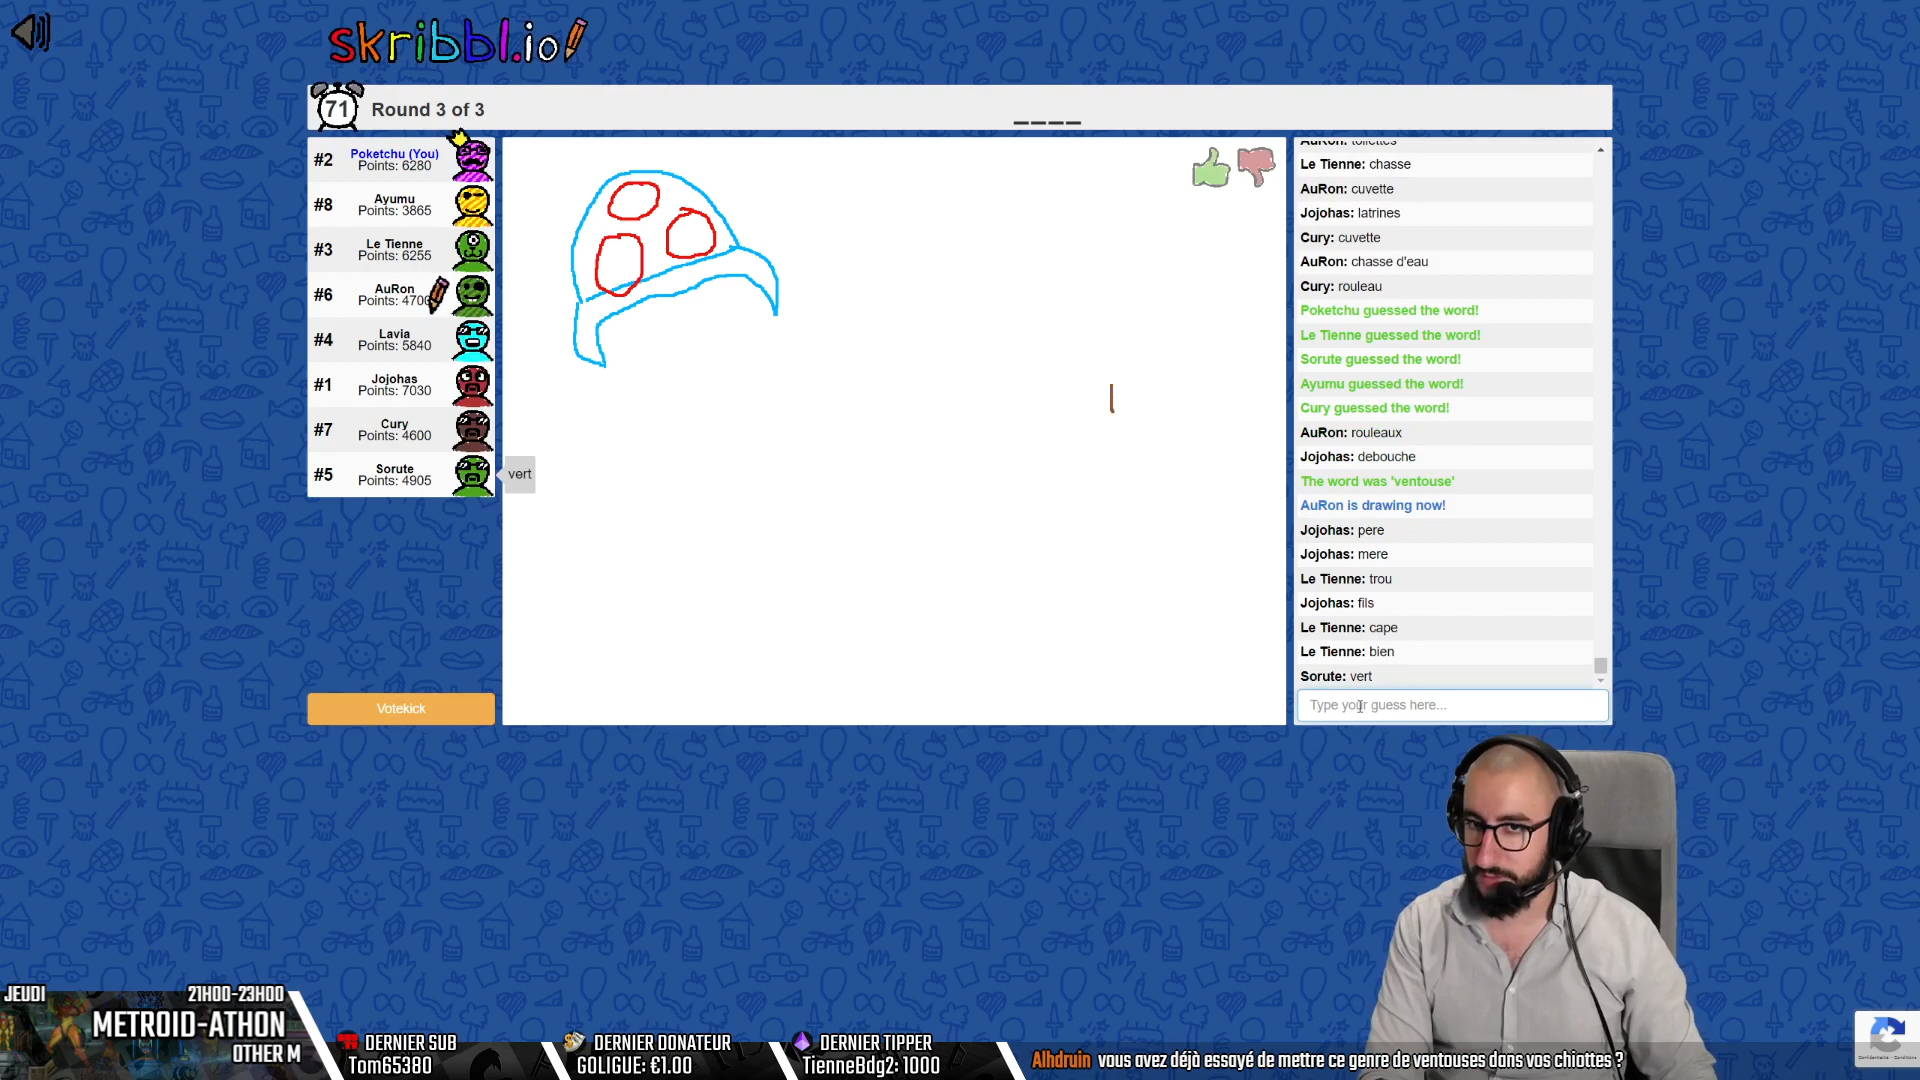 skribbl.io
71
Round 3 of 3
____
#2 Poketchu (You)
Points: 6280
#8 Ayumu
Points: 3865
#3 Le Tienne
Points: 6255
#6 AuRon
Points: 4700
#4 Lavia
Points: 5840
#1 Jojohas
Points: 7030
#7 Cury
Points: 4600
#5 Sorute
Points: 4905
vert
Votekick
AuRon: toilettes
Le Tienne: chasse
AuRon: cuvette
Jojohas: latrines
Cury: cuvette
AuRon: chasse d'eau
Cury: rouleau
Poketchu guessed the word!
Le Tienne guessed the word!
Sorute guessed the word!
Ayumu guessed the word!
Cury guessed the word!
AuRon: rouleaux
Jojohas: debouche
The word was 'ventouse'
AuRon is drawing now!
Jojohas: pere
Jojohas: mere
Le Tienne: trou
Jojohas: fils
Le Tienne: cape
Le Tienne: bien
Sorute: vert
Type your guess here...
JEUDI 21H00-23H00
METROID-ATHON
OTHER M
DERNIER SUB
Tom65380
DERNIER DONATEUR
GOLIGUE: €1.00
DERNIER TIPPER
TienneBdg2: 1000
Alhdruin vous avez déjà essayé de mettre ce genre de ventouses dans vos chiottes ?